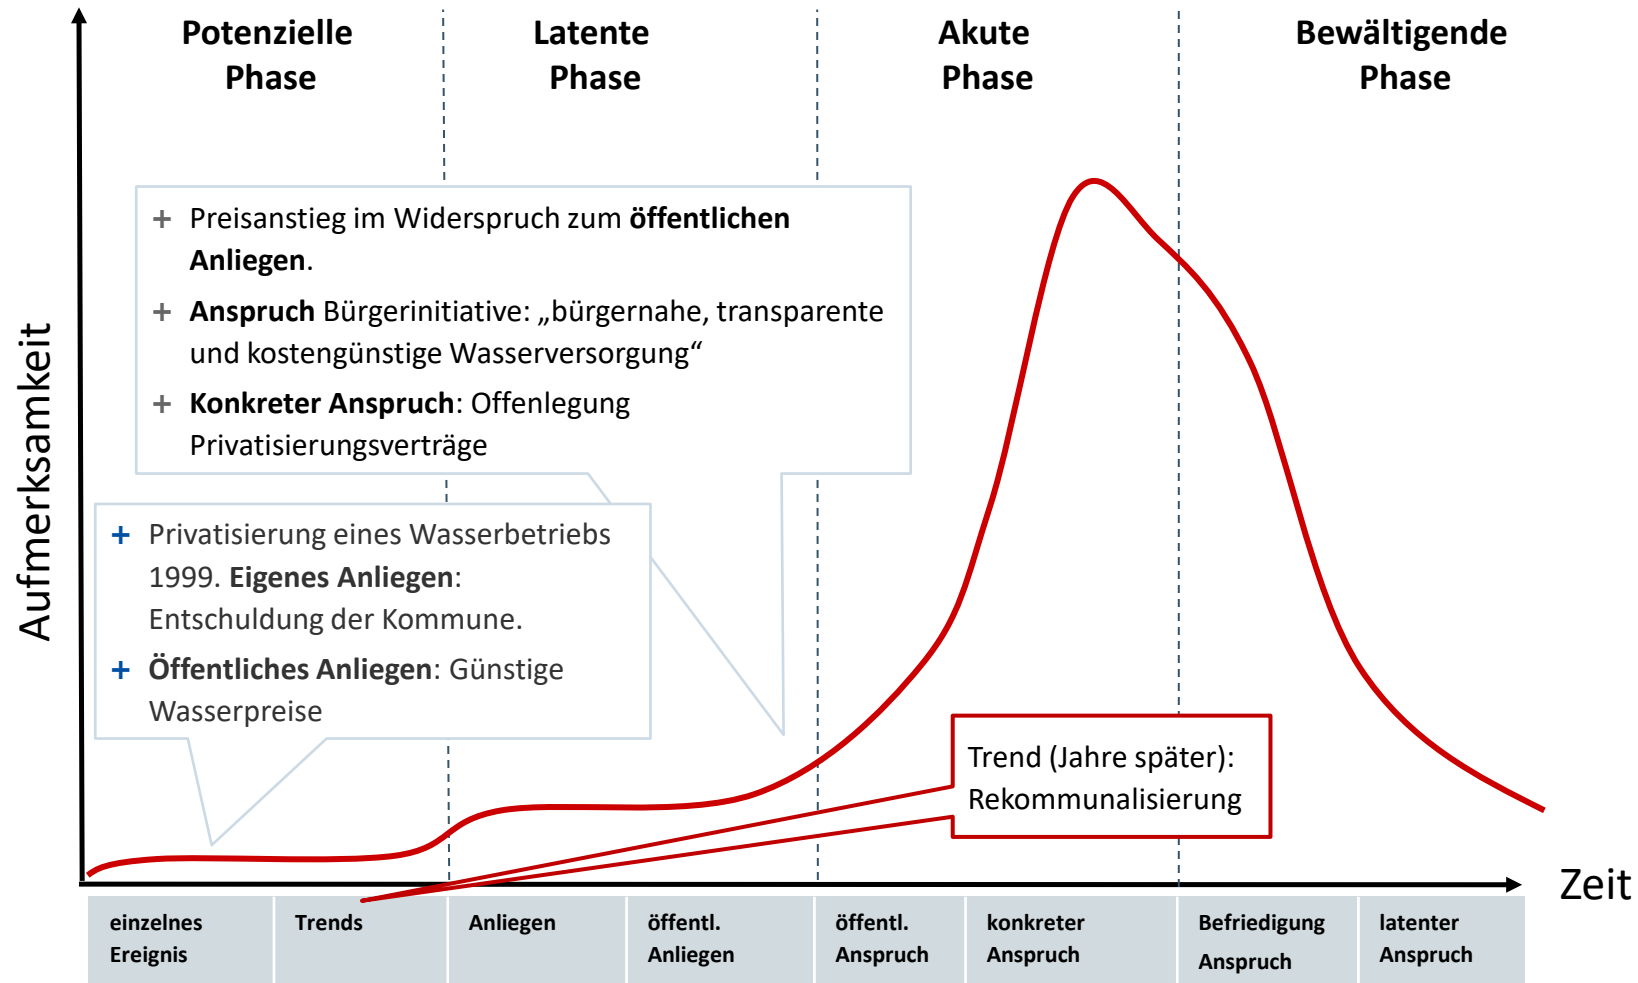 Potenzielle
Phase
Latente
Phase
Akute
Phase
Bewältigende
Phase
Aufmerksamkeit
+ Preisanstieg im Widerspruch zum öffentlichen
Anliegen.
+ Anspruch Bürgerinitiative: „bürgernahe, transparente
und kostengünstige Wasserversorgung“
+ Konkreter Anspruch: Offenlegung
Privatisierungsverträge
+ Privatisierung eines Wasserbetriebs
1999. Eigenes Anliegen:
Entschuldung der Kommune.
+ Öffentliches Anliegen: Günstige
Wasserpreise
Trend (Jahre später):
Rekommunalisierung
Zeit
einzelnes
Ereignis
Trends
Anliegen
öffentl.
Anliegen
öffentl.
Anspruch
konkreter
Anspruch
Befriedigung
Anspruch
latenter
Anspruch